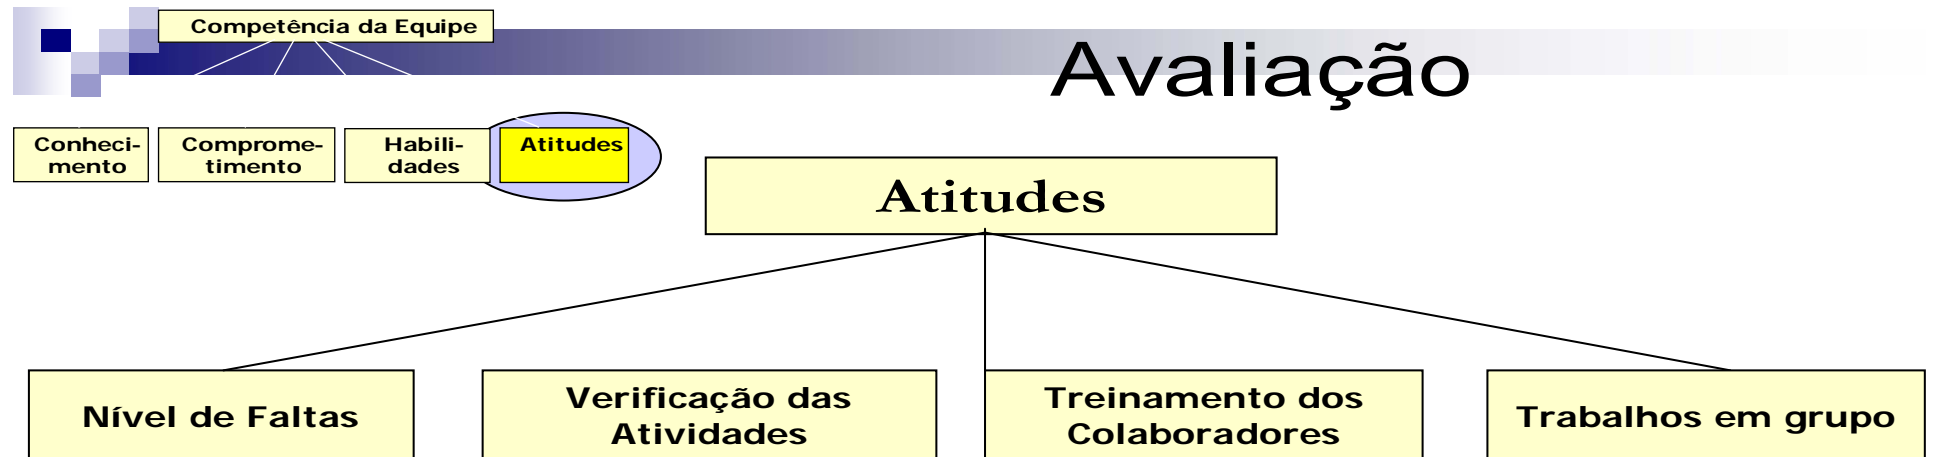 Competência da Equipe
Avaliação
Conheci-
mento
Comprome-
timento
Habili-
dades
Atitudes
Atitudes
Nível de Faltas
Verificação das
Atividades
Treinamento dos
Colaboradores
Trabalhos em grupo